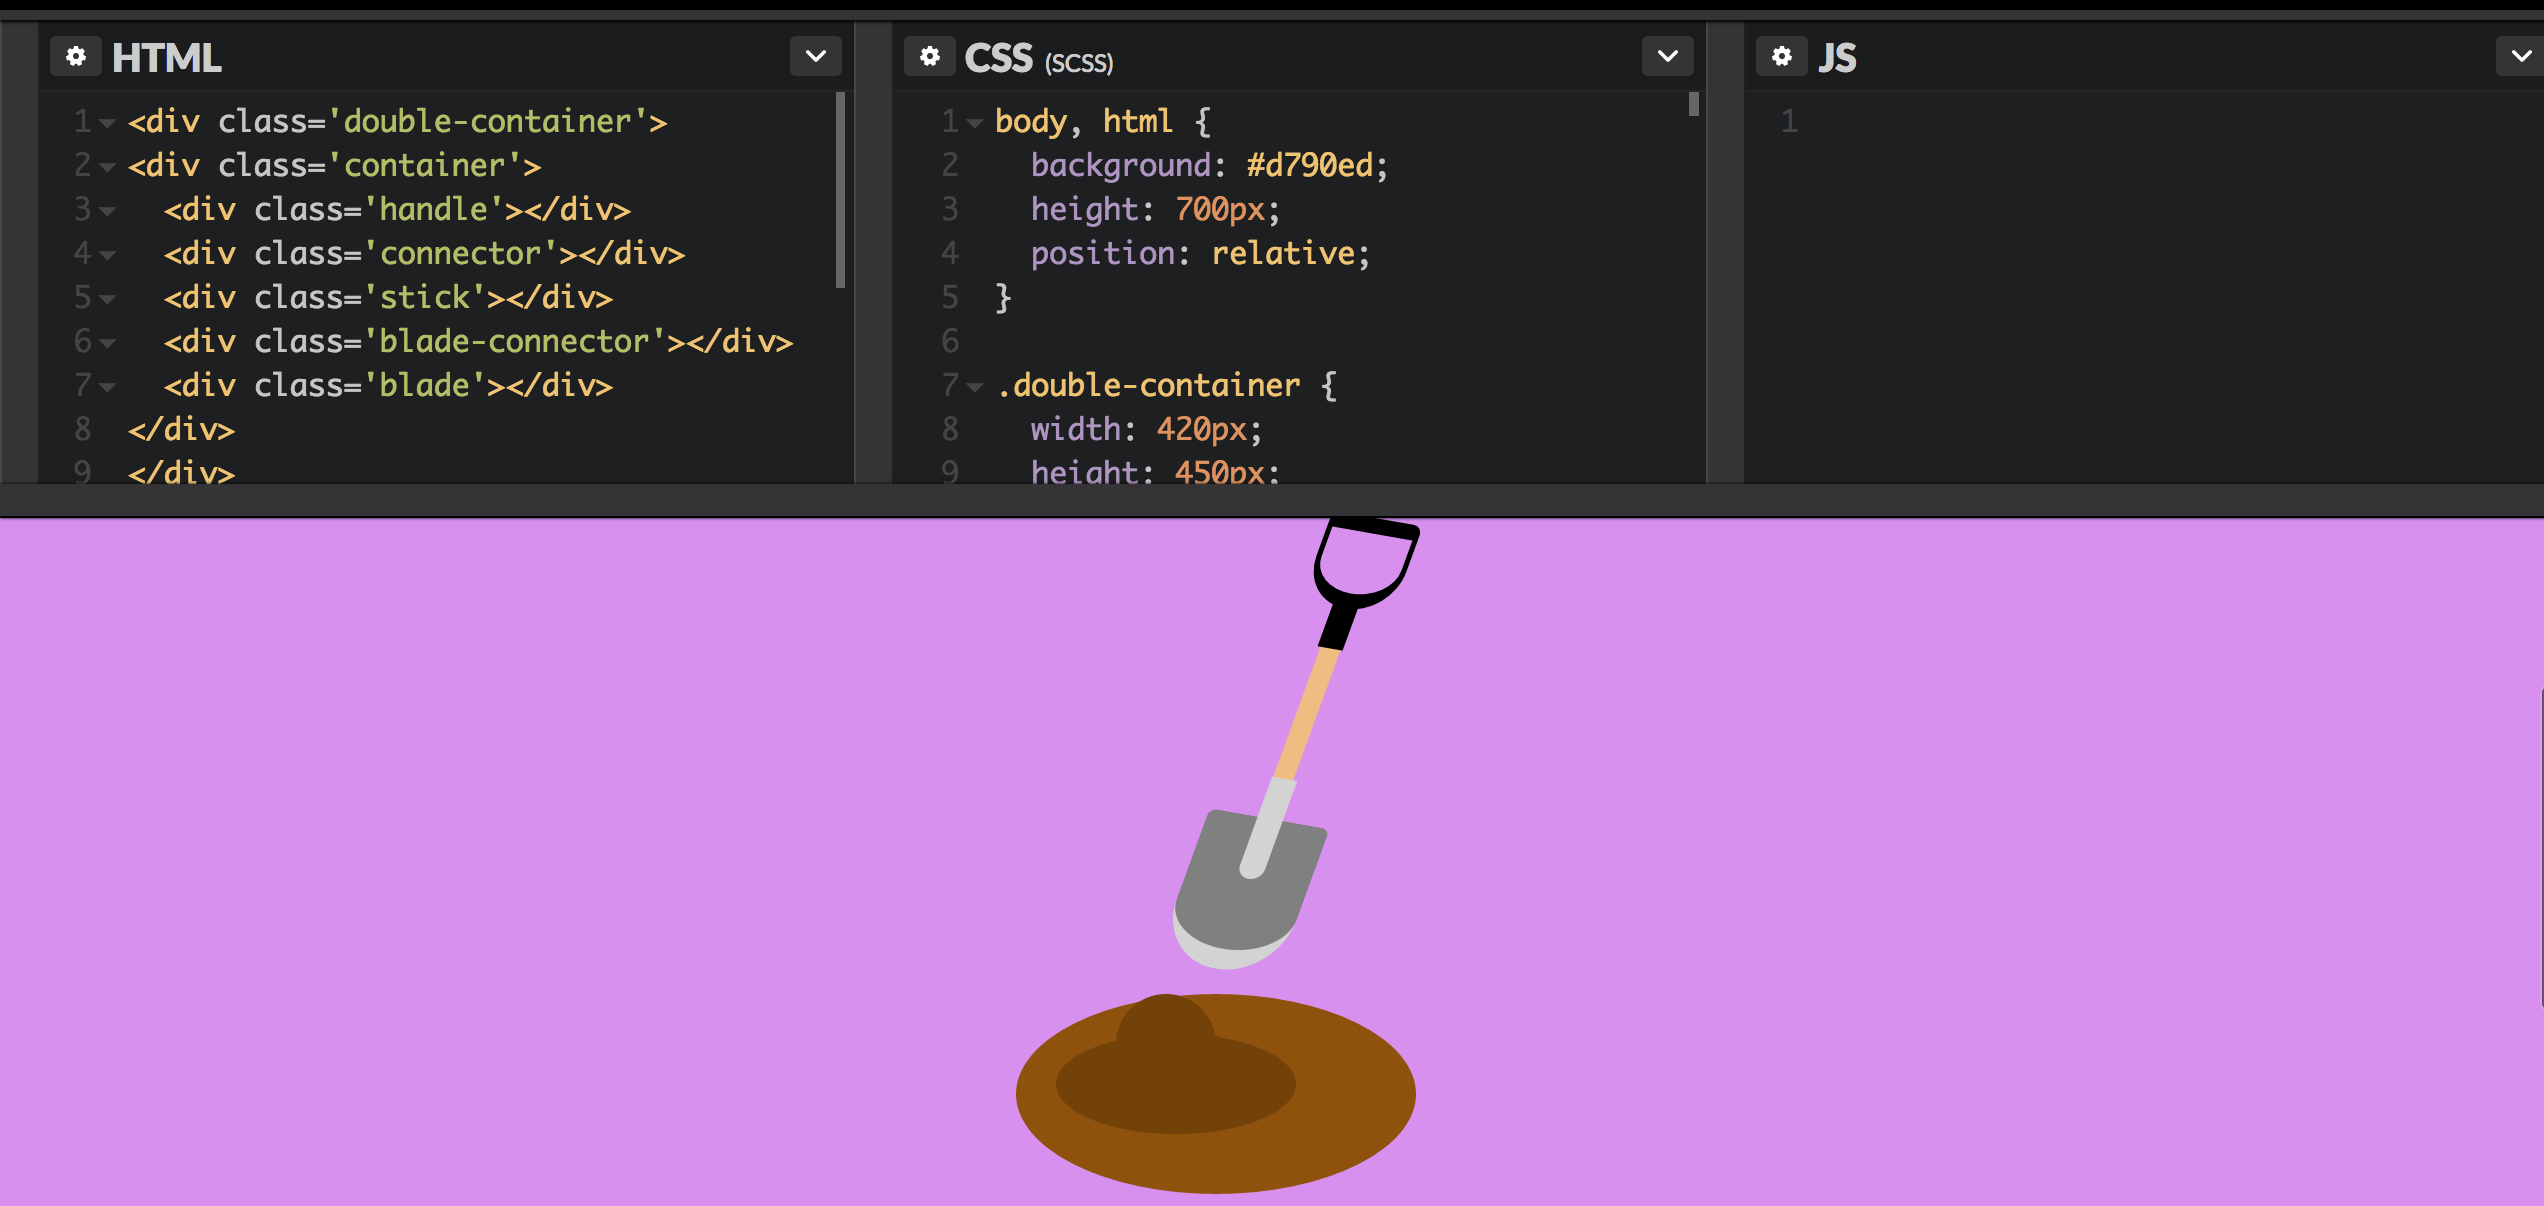 HTML
1 <div class='double-container'>
2 <div class='container'>
3 <div class='handle'></div>
4 <div class='connector'></div>
5 <div class='stick'></div>
6 <div class='blade-connector'></div>
7 <div class='blade'></div>
8 </div>
9 </div>
CSS (SCSS)
1 body, html {
2 background: #d790ed;
3 height: 700px;
4 position: relative;
5 }
6
7 .double-container {
8 width: 420px;
9 height: 450px;
JS
1